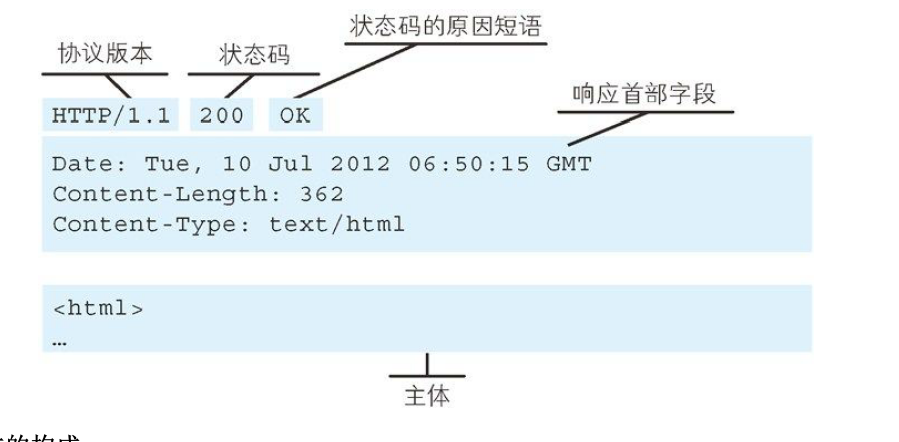 状态码的原因短语
协议版本
状态码
响应首部字段
HTTP/1.1 200 OK
Date: Tue, 10 Jul 2012 06:50:15 GMT
Content-Length: 362
Content-Type: text/html
<html>
…
主体
的构成